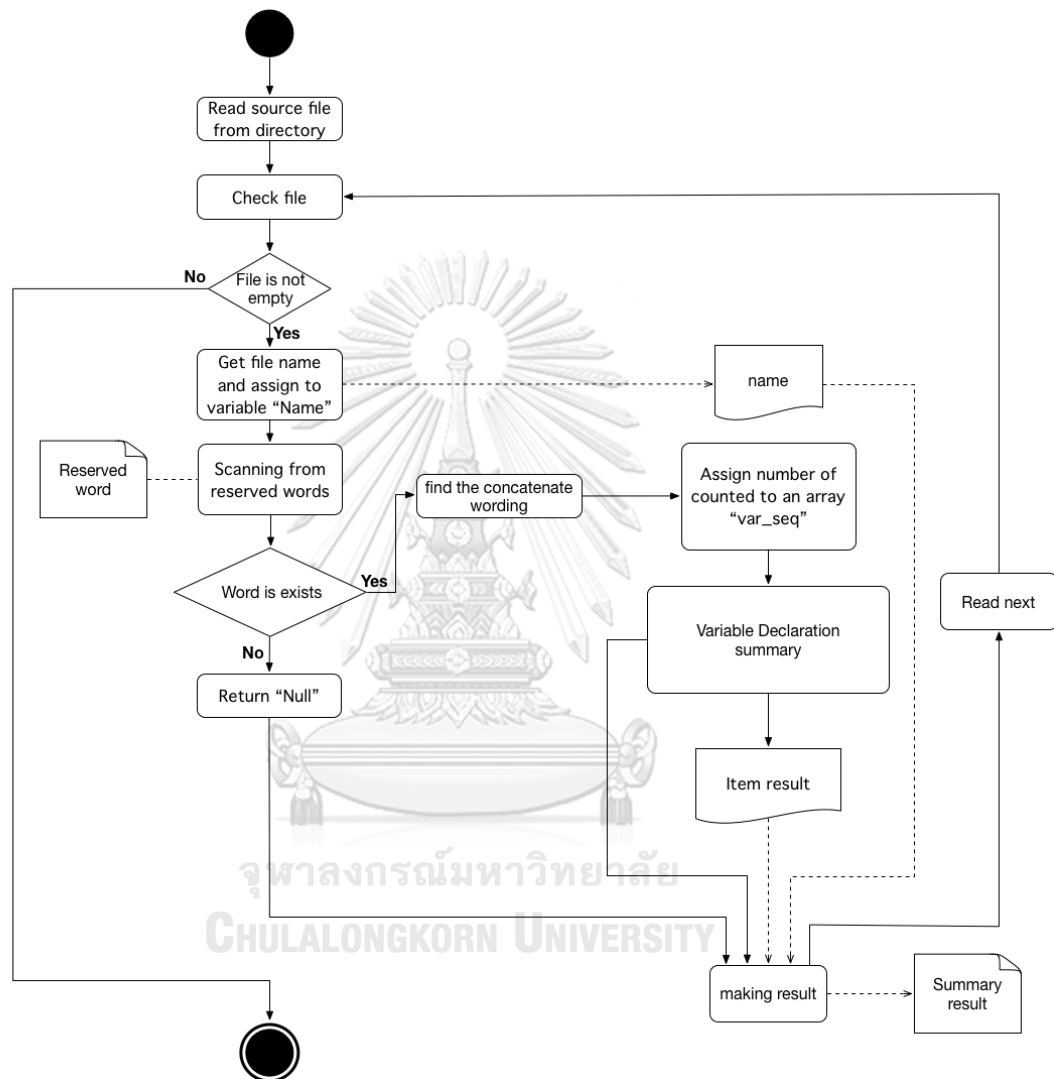 Read source file
from directory
Check file
No
File is not
empty
Yes
Get file name
and assign to
variable “Name”
name
Reserved
word
Scanning from
reserved words
find the concatenate
wording
Assign number of
counted to an array
“var_seq”
Word is exists
Yes
Variable Declaration
summary
Read next
No
Return “Null”
Item result
จุฬาลงกรณ์มหาวิทยาลัย
CHULALONGKORN UNIVERSITY
making result
Summary
result